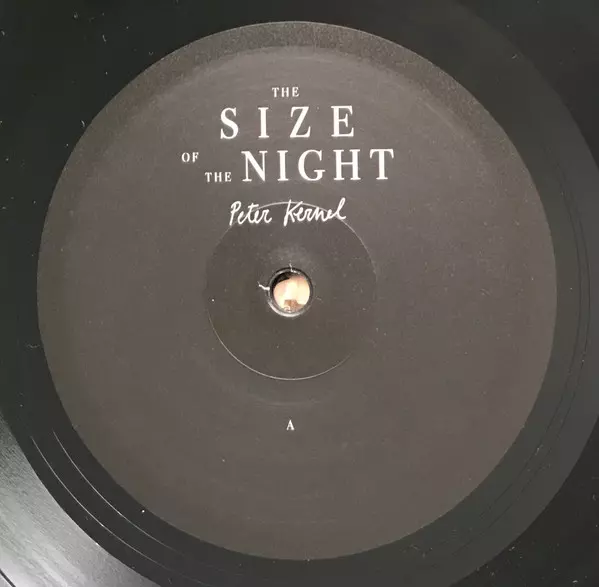 THE
SIZE
OF THE NIGHT
Peter Kernel
A